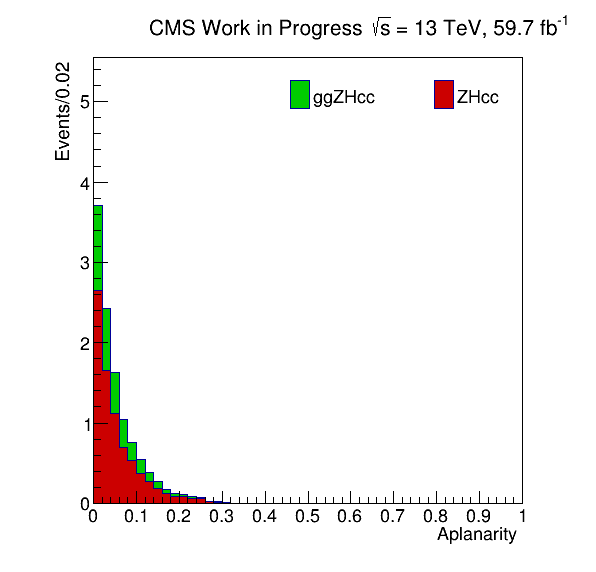 CMS Work in Progress √s = 13 TeV, 59.7 fb⁻¹
Events/0.02
ggZHcc ZHcc
5
4
3
2
1
0
0 0.1 0.2 0.3 0.4 0.5 0.6 0.7 0.8 0.9 1
Aplanarity